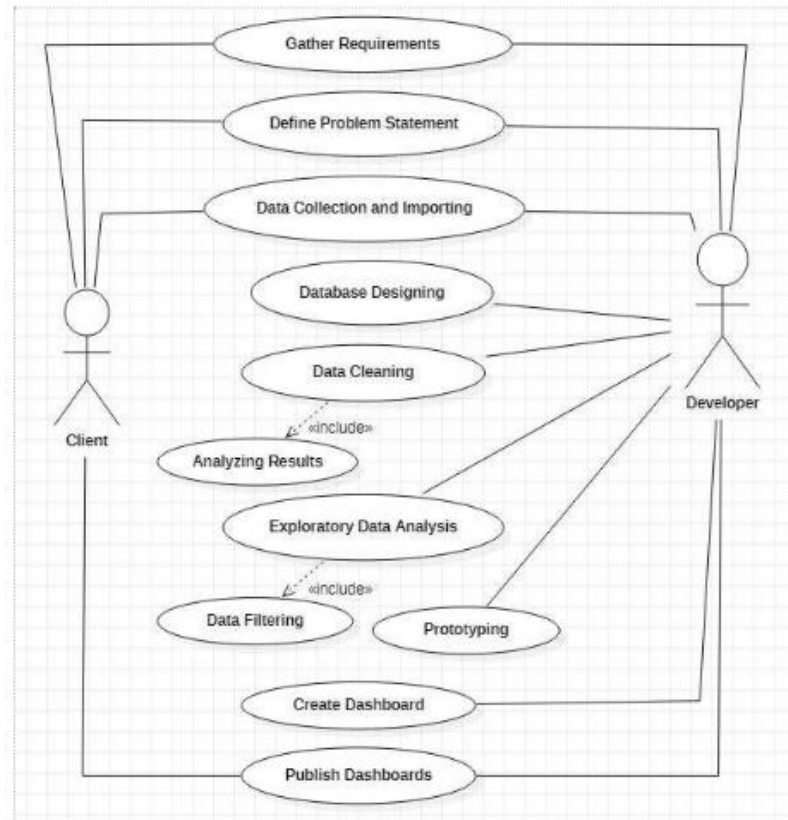 Gather Requirements
Define Problem Statement
Data Collection and Importing
Database Designing
Data Cleaning
Developer
«include»
Client
Analyzing Results
Exploratory Data Analysis
«include»
Data Filtering
Prototyping
Create Dashboard
Publish Dashboards